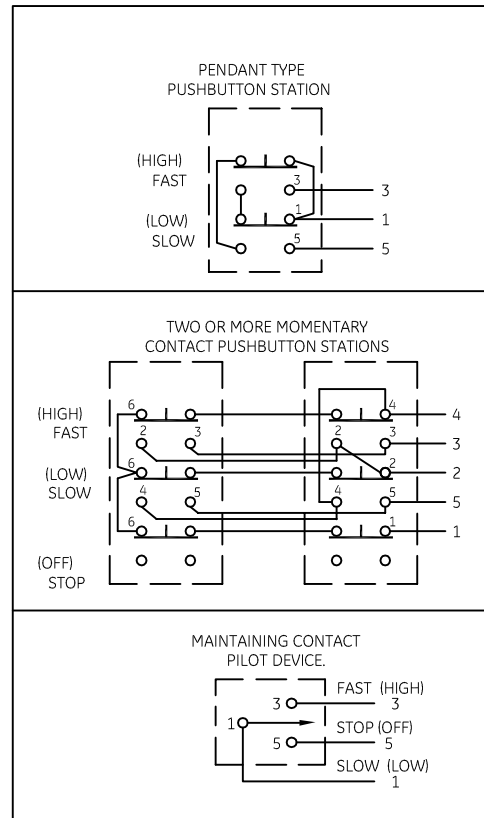 PENDANT TYPE
PUSHBUTTON STATION
(HIGH)
FAST
3
3
(LOW)
SLOW
1
1
5
5
TWO OR MORE MOMENTARY
CONTACT PUSHBUTTON STATIONS
(HIGH)
FAST
6
4
4
2
3
2
3
3
(LOW)
SLOW
6
2
2
4
5
4
5
5
6
1
1
(OFF)
STOP
MAINTAINING CONTACT
PILOT DEVICE.
FAST (HIGH)
3
3
1
STOP (OFF)
5
5
SLOW (LOW)
1